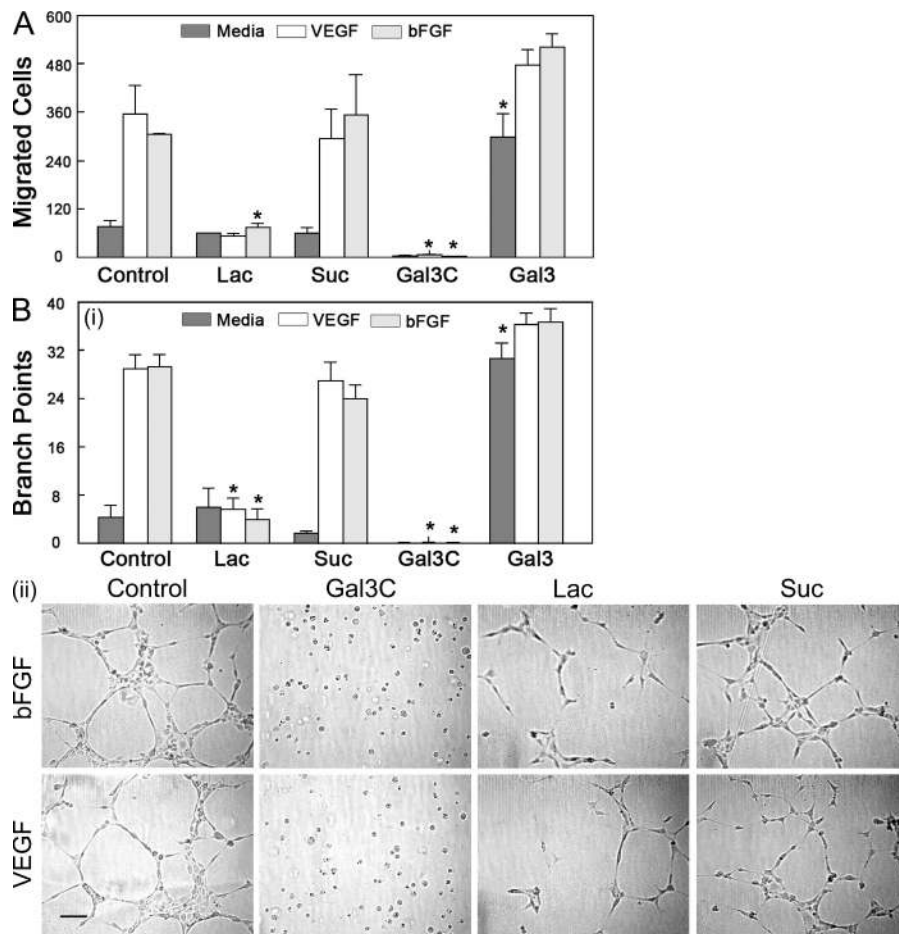 A
Migrated Cells
600
480
360
240
120
0
Media VEGF bFGF
*
* *
*
Control Lac Suc Gal3C Gal3
B
(i)
Branch Points
40
32
24
16
8
0
Media VEGF bFGF
* *
* *
*
Control Lac Suc Gal3C Gal3
(ii)
Control Gal3C Lac Suc
bFGF
VEGF